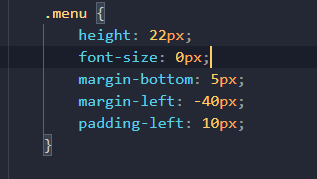 .menu {
height: 22px;
font-size: 0px;
margin-bottom: 5px;
margin-left: -40px;
padding-left: 10px;
}